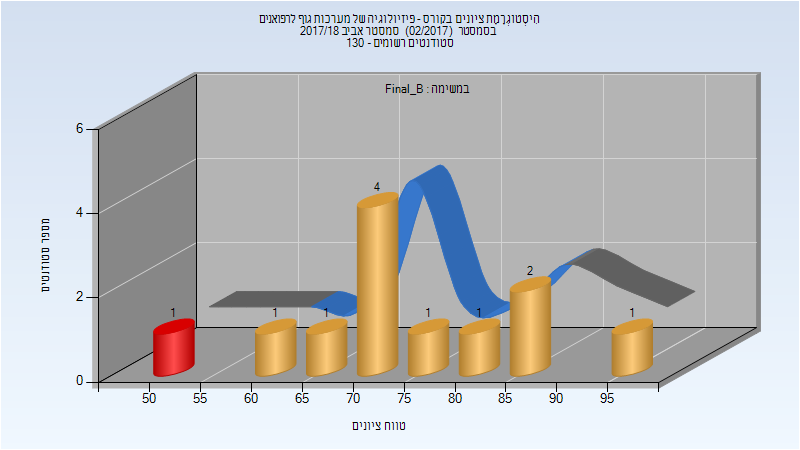 היסטוגרמת ציונים בקורס - פיזיולוגיה של מערכות גוף לרפואנים
בסמסטר (02/2017) סמסטר אביב 2017/18
סטודנטים רשומים - 130
במשימה : Final_B
6
4
2
0
מספר סטודנטים
1
1
1
4
1
1
2
1
50 55 60 65 70 75 80 85 90 95
טווח ציונים